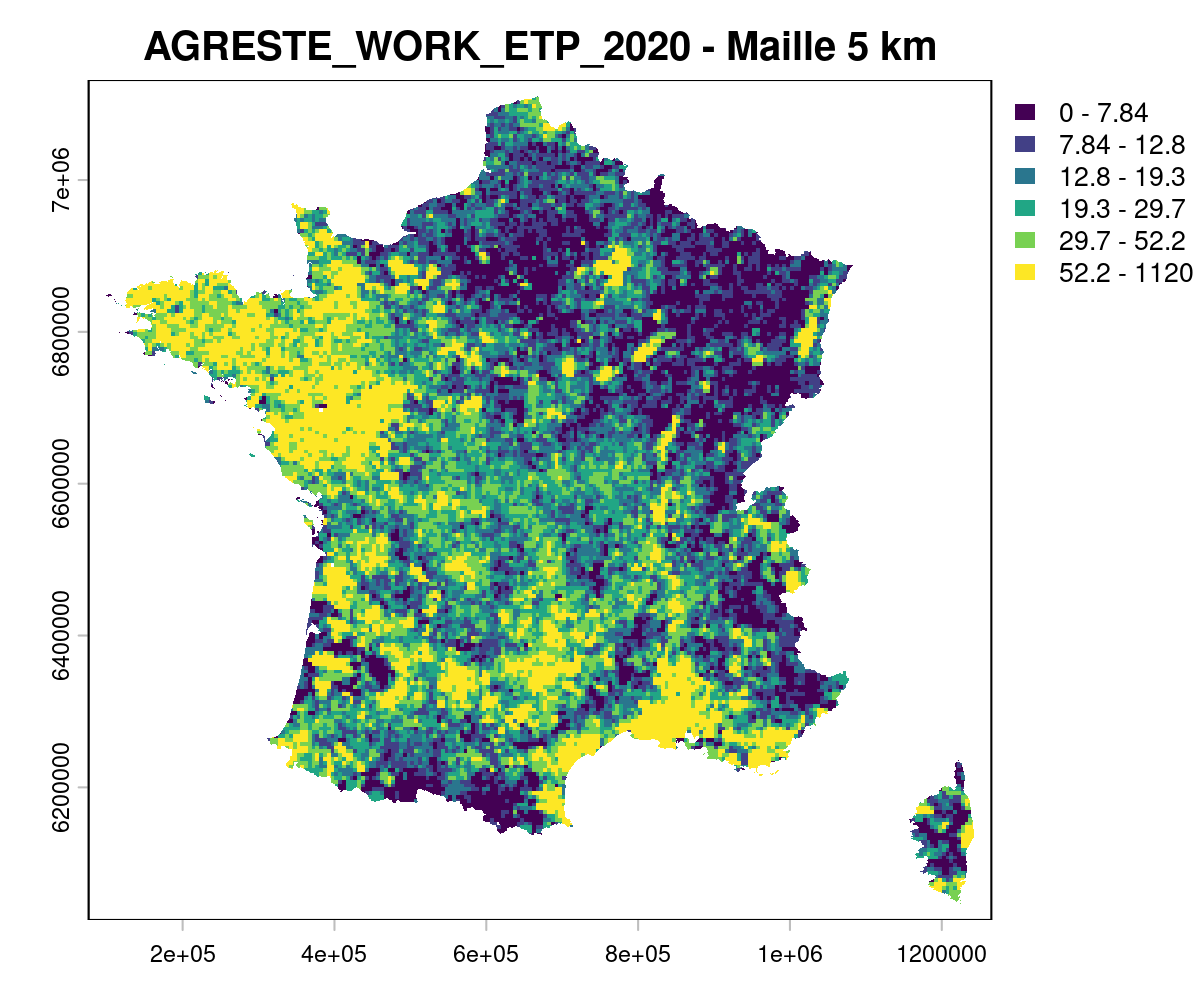 AGRESTE_WORK_ETP_2020 - Maille 5 km
0 - 7.84
7.84 - 12.8
12.8 - 19.3
19.3 - 29.7
29.7 - 52.2
52.2 - 1120
7e+06
6800000
6600000
6400000
6200000
2e+05
4e+05
6e+05
8e+05
1e+06
1200000